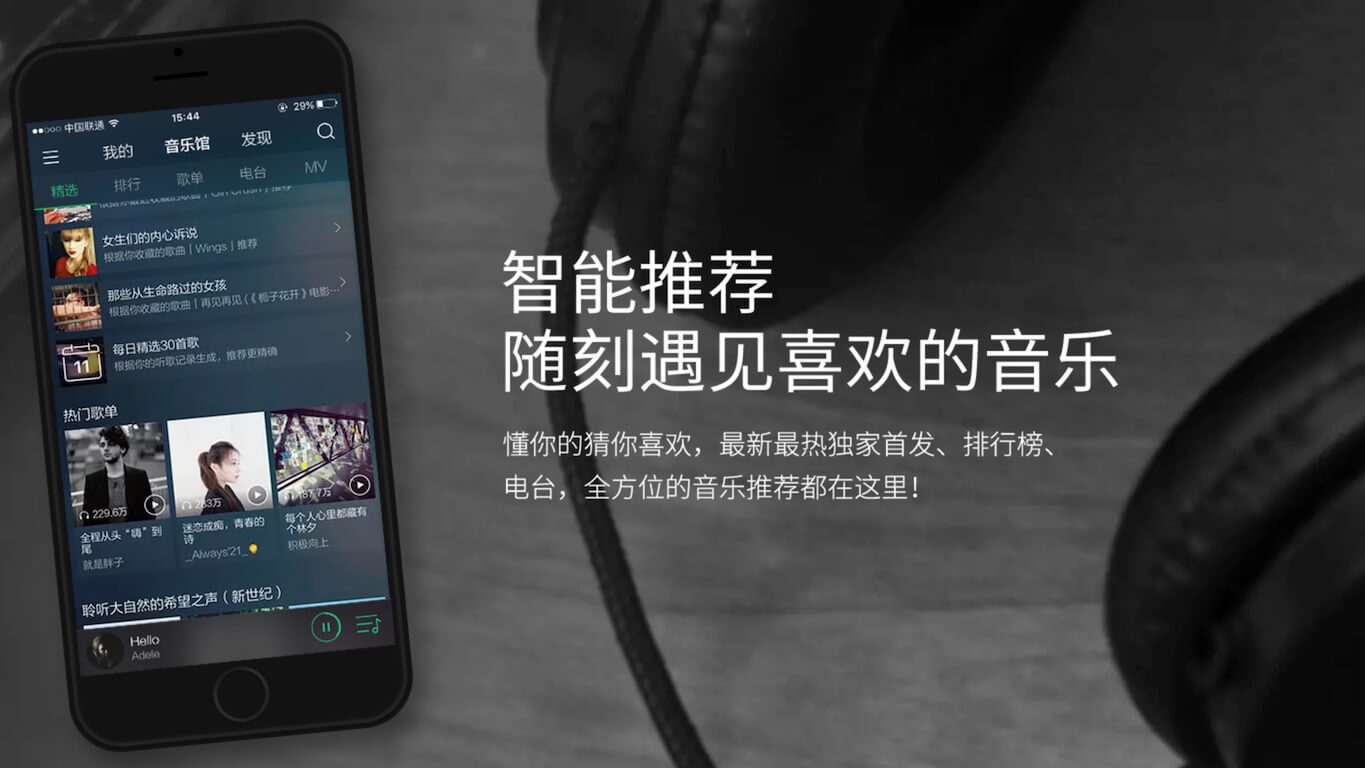 中国联通
15:44
29%
我的
音乐馆
发现
精选
排行
歌单
电台
MV
女生们的内心诉说
根据你收藏的歌曲丨Wings丨推荐
那些从生命路过的女孩
根据你收藏的歌曲丨再见再见(《栀子花开》电影...
每日精选30首歌
11
根据你的听歌记录生成，推荐更精确
热门歌单
229.6万
全程从头“嗨”到
尾
就是胖子
迷恋成痴，青春的
诗
_Always'21_
每个人心里都藏有
个林夕
积极向上
聆听大自然的希望之声（新世纪）
Hello
Adele
智能推荐
随刻遇见喜欢的音乐
懂你的猜你喜欢，最新最热独家首发、排行榜、
电台，全方位的音乐推荐都在这里！